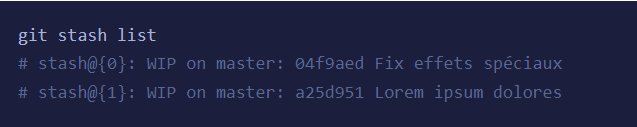 git stash list
# stash@{0}: WIP on master: 04f9aed Fix effets spéciaux
# stash@{1}: WIP on master: a25d951 Lorem ipsum dolores